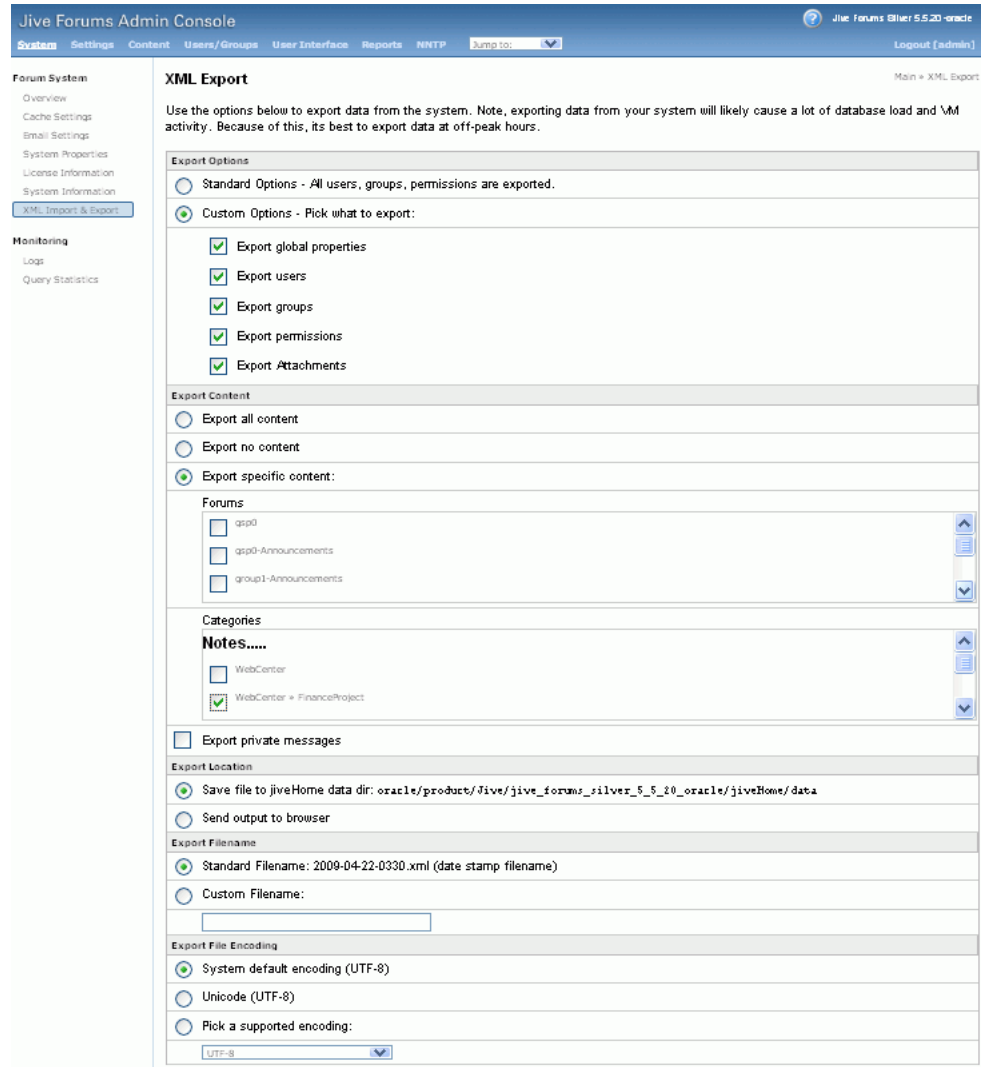 Jive Forums Admin Console
Jive Forums Silver 5.5.20-oracle
System Settings Content Users/Groups User Interface Reports NNTP Jump to: Logout [admin]
Forum System
Overview
Cache Settings
Email Settings
System Properties
License Information
System Information
XML Import & Export
Monitoring
Logs
Query Statistics
XML Export
Main » XML Export
Use the options below to export data from the system. Note, exporting data from your system will likely cause a lot of database load and VM
activity. Because of this, its best to export data at off-peak hours.
Export Options
Standard Options - All users, groups, permissions are exported.
Custom Options - Pick what to export:
Export global properties
Export users
Export groups
Export permissions
Export Attachments
Export Content
Export all content
Export no content
Export specific content:
Forums
gsp0
gsp0-Announcements
group1-Announcements
Categories
Notes.....
WebCenter
WebCenter » FinanceProject
Export private messages
Export Location
Save file to jiveHome data dir: oracle/product/Jive/jive_forums_silver_5_5_20_oracle/jiveHome/data
Send output to browser
Export Filename
Standard Filename: 2009-04-22-0330.xml (date stamp filename)
Custom Filename:
Export File Encoding
System default encoding (UTF-8)
Unicode (UTF-8)
Pick a supported encoding:
UTF-8